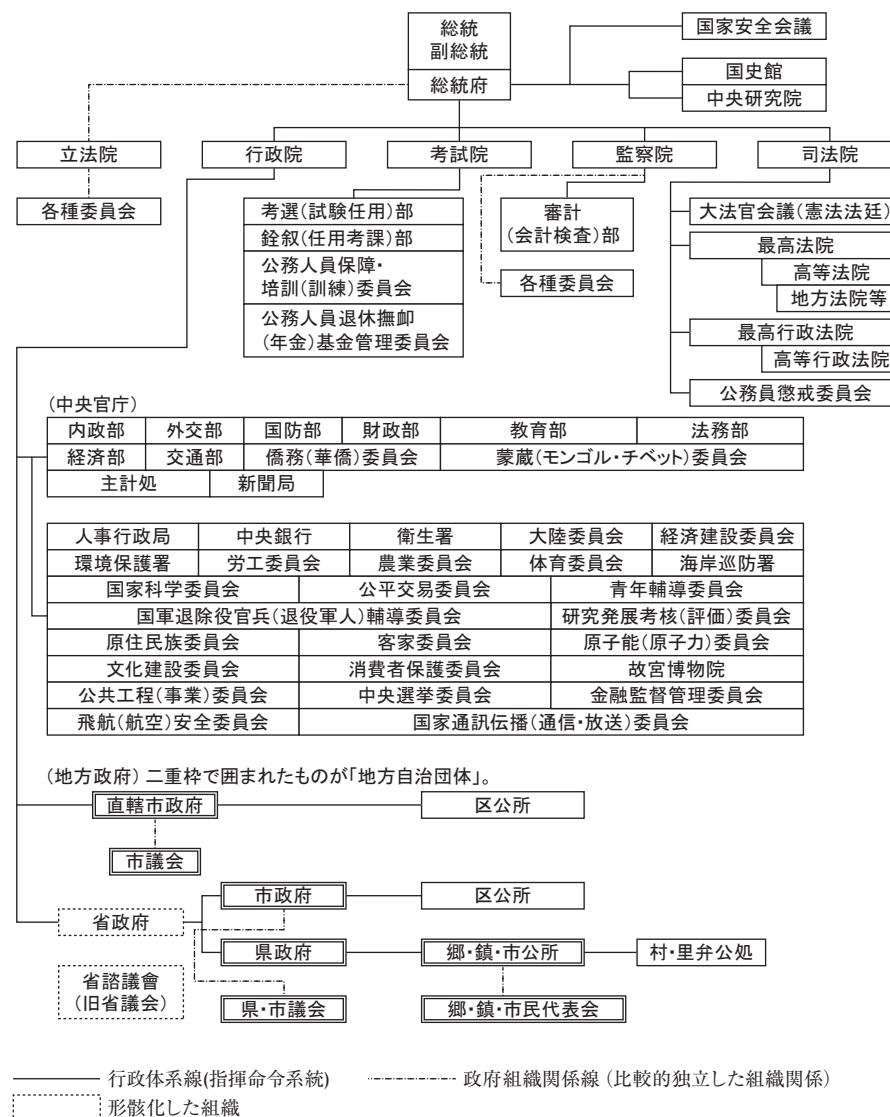 総統
副総統
総統府
国家安全会議
国史館
中央研究院
立法院
行政院
考試院
監察院
司法院
各種委員会
考選(試験任用)部
銓叙(任用考課)部
公務人員保障・
培訓(訓練)委員会
公務人員退休撫卹
(年金)基金管理委員会
審計
(会計検査)部
各種委員会
大法官会議(憲法法廷)
最高法院
高等法院
地方法院等
最高行政法院
高等行政法院
公務員懲戒委員会
(中央官庁)
内政部 外交部 国防部 財政部 教育部 法務部
経済部 交通部 僑務(華僑)委員会 蒙蔵(モンゴル・チベット)委員会
主計処 新聞局
人事行政局 中央銀行 衛生署 大陸委員会 経済建設委員会
環境保護署 労工委員会 農業委員会 体育委員会 海岸巡防署
国家科学委員会 公平交易委員会 青年輔導委員会
国軍退除役官兵(退役軍人)輔導委員会 研究発展考核(評価)委員会
原住民族委員会 客家委員会 原子能(原子力)委員会
文化建設委員会 消費者保護委員会 故宮博物院
公共工程(事業)委員会 中央選挙委員会 金融監督管理委員会
飛航(航空)安全委員会 国家通訊伝播(通信・放送)委員会
(地方政府) 二重枠で囲まれたものが「地方自治団体」。
直轄市政府 区公所
市議会
市政府 区公所
省政府
県政府 郷・鎮・市公所 村・里弁公処
省諮議會
(旧省議会)
県・市議会 郷・鎮・市民代表会
行政体系線(指揮命令系統) 政府組織関係線 (比較的独立した組織関係)
形骸化した組織